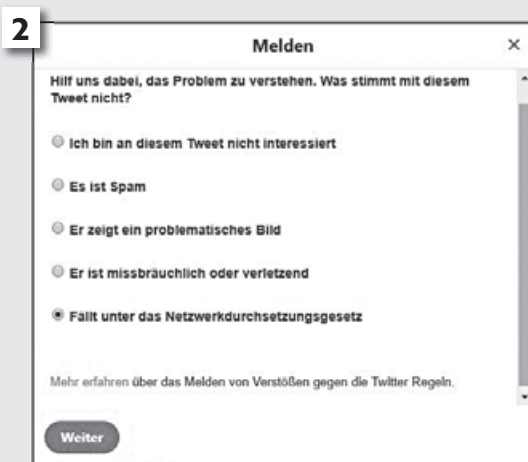 2
Melden
Hilf uns dabei, das Problem zu verstehen. Was stimmt mit diesem
Tweet nicht?
Ich bin an diesem Tweet nicht interessiert
Es ist Spam
Er zeigt ein problematisches Bild
Er ist missbräuchlich oder verletzend
Fällt unter das Netzwerkdurchsetzungsgesetz
Mehr erfahren über das Melden von Verstößen gegen die Twitter Regeln.
Weiter